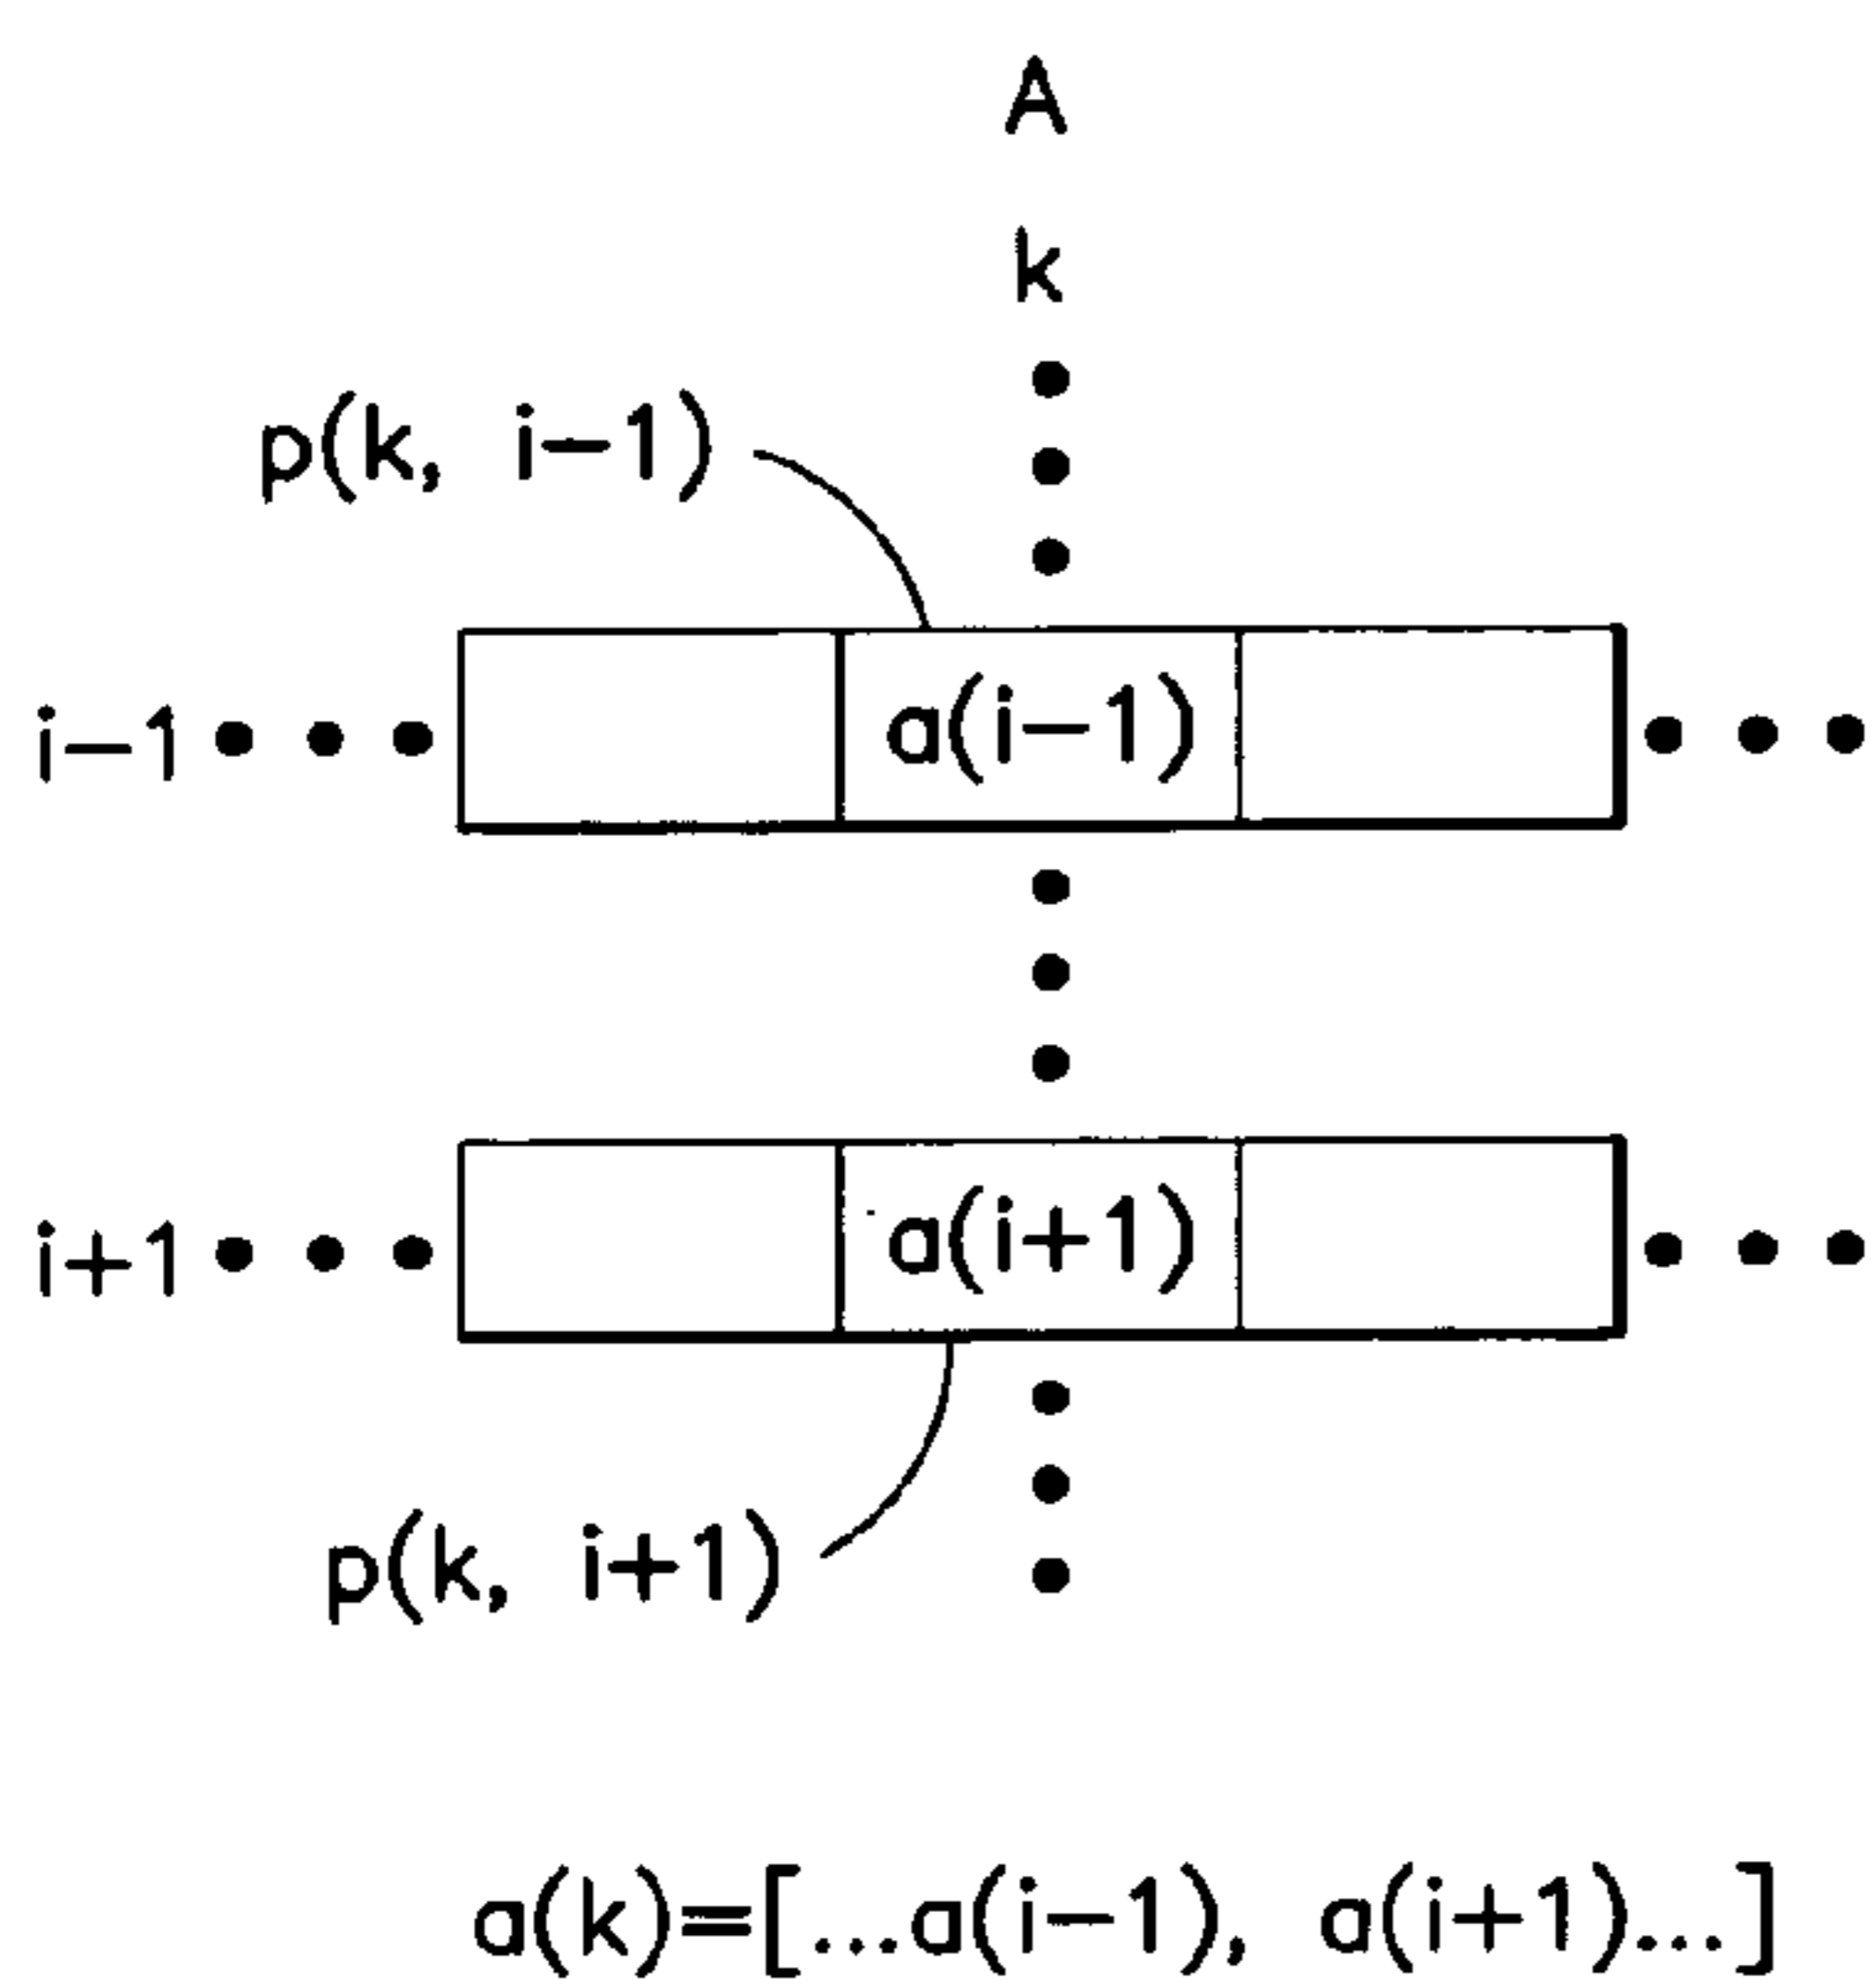 A
k
p(k, i−1)
i−1 a(i−1)
i+1 a(i+1)
p(k, i+1)
a(k)=[...a(i−1), a(i+1)...]